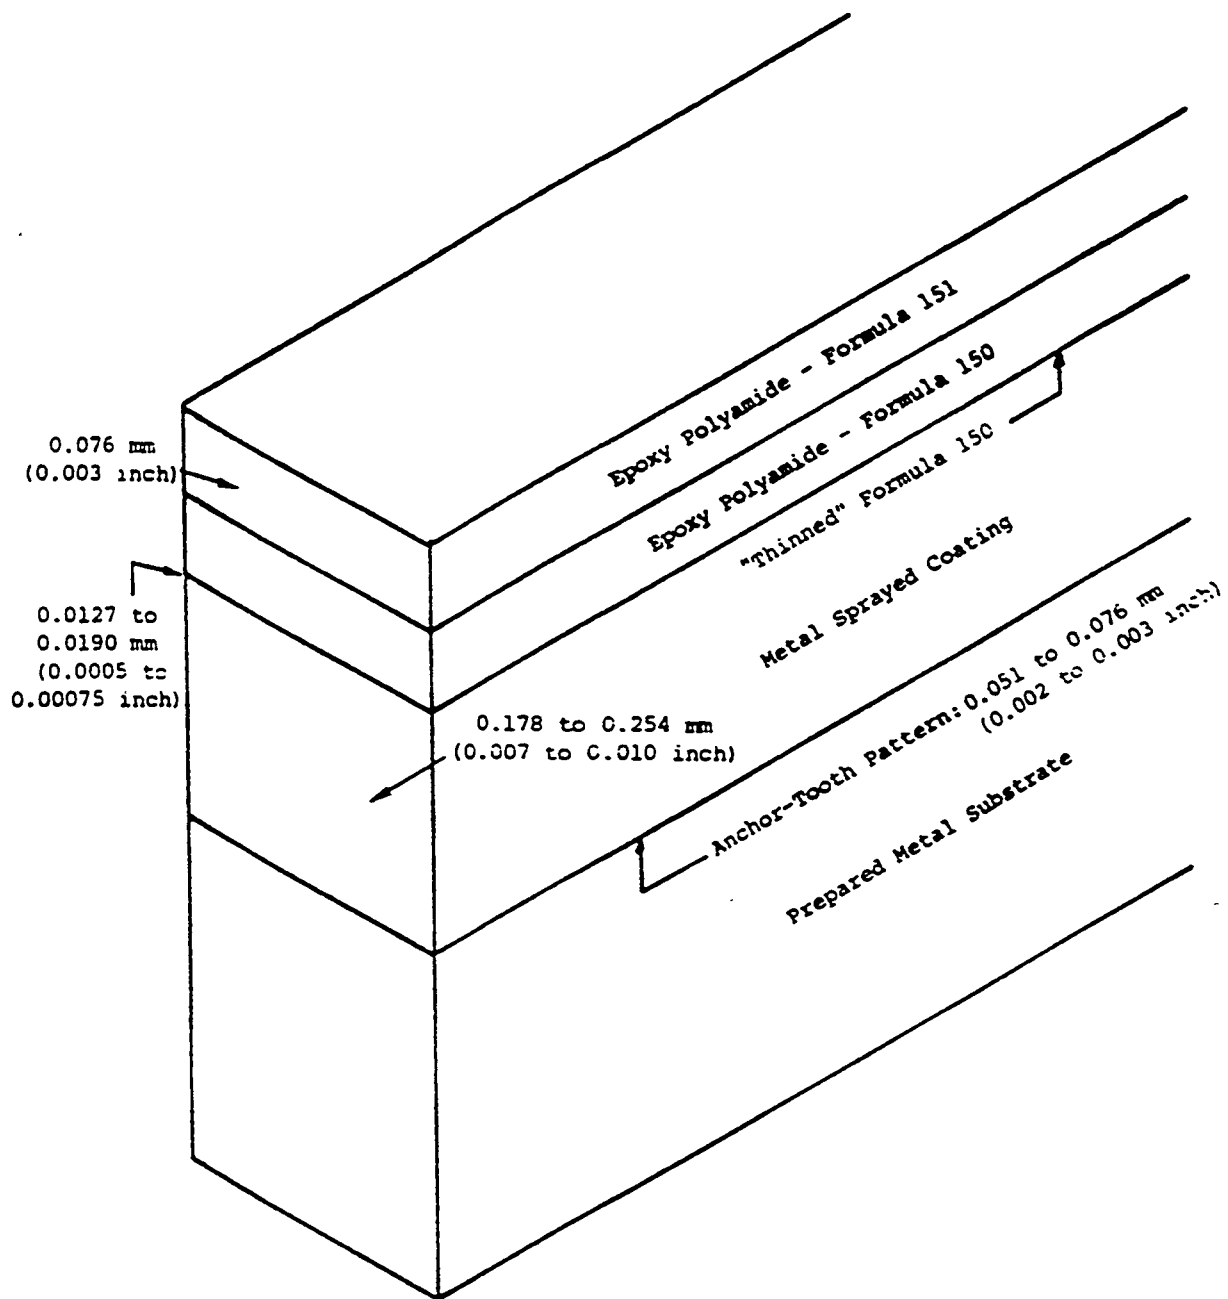 Epoxy Polyamide - Formula 151
Epoxy Polyamide - Formula 150
"Thinned" Formula 150
Metal Sprayed Coating
Anchor-Tooth Pattern: 0.051 to 0.076 mm
(0.002 to 0.003 inch)
Prepared Metal Substrate
0.076 mm
(0.003 inch)
0.0127 to
0.0190 mm
(0.0005 to
0.00075 inch)
0.178 to 0.254 mm
(0.007 to 0.010 inch)